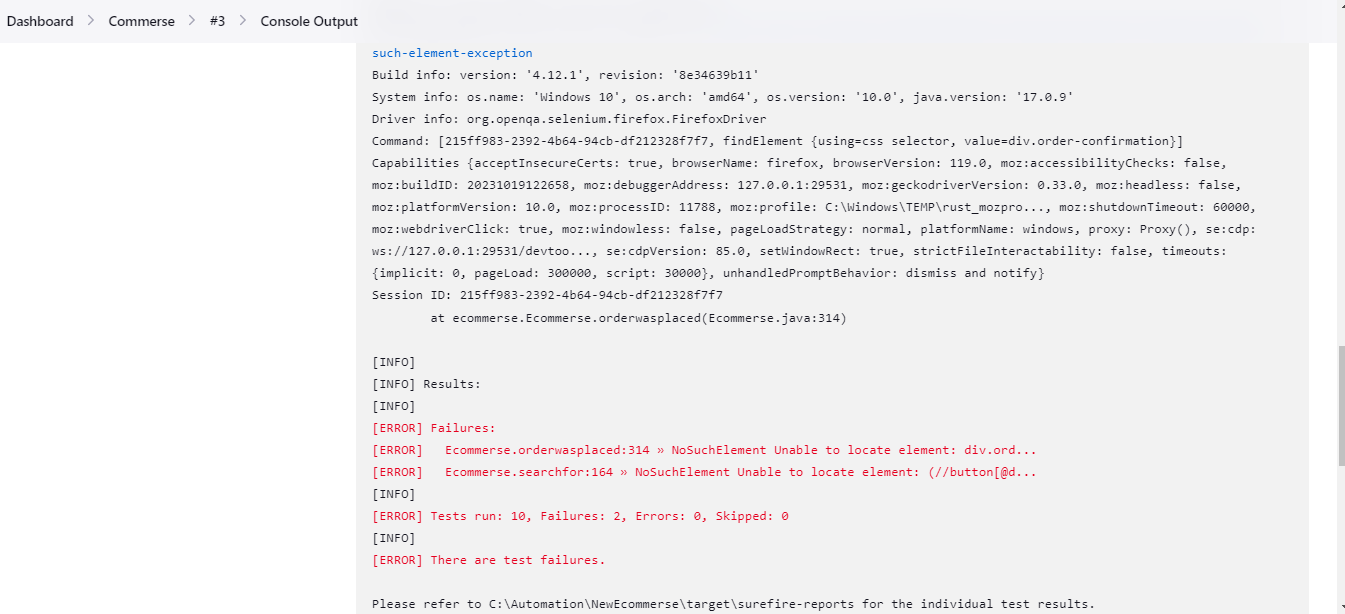 Dashboard > Commerse > #3 > Console Output
such-element-exception
Build info: version: '4.12.1', revision: '8e34639b11'
System info: os.name: 'Windows 10', os.arch: 'amd64', os.version: '10.0', java.version: '17.0.9'
Driver info: org.openqa.selenium.firefox.FirefoxDriver
Command: [215ff983-2392-4b64-94cb-df212328f7f7, findElement {using=css selector, value=div.order-confirmation}]
Capabilities {acceptInsecureCerts: true, browserName: firefox, browserVersion: 119.0, moz:accessibilityChecks: false,
moz:buildID: 20231019122658, moz:debuggerAddress: 127.0.0.1:29531, moz:geckodriverVersion: 0.33.0, moz:headless: false,
moz:platformVersion: 10.0, moz:processID: 11788, moz:profile: C:\Windows\TEMP\rust_mozpro..., moz:shutdownTimeout: 60000,
moz:webdriverClick: true, moz:windowless: false, pageLoadStrategy: normal, platformName: windows, proxy: Proxy(), se:cdp:
ws://127.0.0.1:29531/devtoo..., se:cdpVersion: 85.0, setWindowRect: true, strictFileInteractability: false, timeouts:
{implicit: 0, pageLoad: 300000, script: 30000}, unhandledPromptBehavior: dismiss and notify}
Session ID: 215ff983-2392-4b64-94cb-df212328f7f7
at ecommerse.Ecommerse.orderwasplaced(Ecommerse.java:314)
[INFO]
[INFO] Results:
[INFO]
[ERROR] Failures:
[ERROR] Ecommerse.orderwasplaced:314 » NoSuchElement Unable to locate element: div.ord...
[ERROR] Ecommerse.searchfor:164 » NoSuchElement Unable to locate element: (//button[@d...
[INFO]
[ERROR] Tests run: 10, Failures: 2, Errors: 0, Skipped: 0
[INFO]
[ERROR] There are test failures.
Please refer to C:\Automation\NewEcommerse\target\surefire-reports for the individual test results.